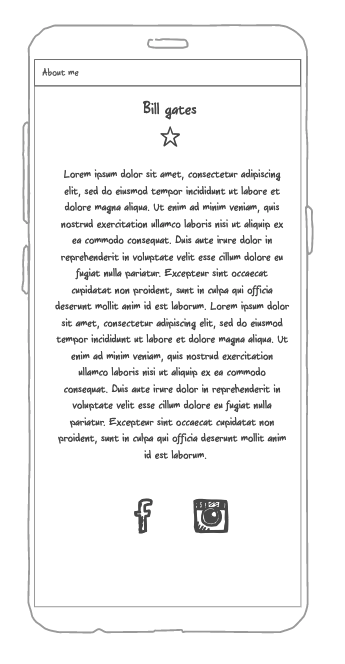 About me
Bill gates
Lorem ipsum dolor sit amet, consectetur adipiscing
elit, sed do eiusmod tempor incididunt ut labore et
dolore magna aliqua. Ut enim ad minim veniam, quis
nostrud exercitation ullamco laboris nisi ut aliquip ex
ea commodo consequat. Duis aute irure dolor in
reprehenderit in voluptate velit esse cillum dolore eu
fugiat nulla pariatur. Excepteur sint occaecat
cupidatat non proident, sunt in culpa qui officia
deserunt mollit anim id est laborum. Lorem ipsum dolor
sit amet, consectetur adipiscing elit, sed do eiusmod
tempor incididunt ut labore et dolore magna aliqua. Ut
enim ad minim veniam, quis nostrud exercitation
ullamco laboris nisi ut aliquip ex ea commodo
consequat. Duis aute irure dolor in reprehenderit in
voluptate velit esse cillum dolore eu fugiat nulla
pariatur. Excepteur sint occaecat cupidatat non
proident, sunt in culpa qui officia deserunt mollit anim
id est laborum.